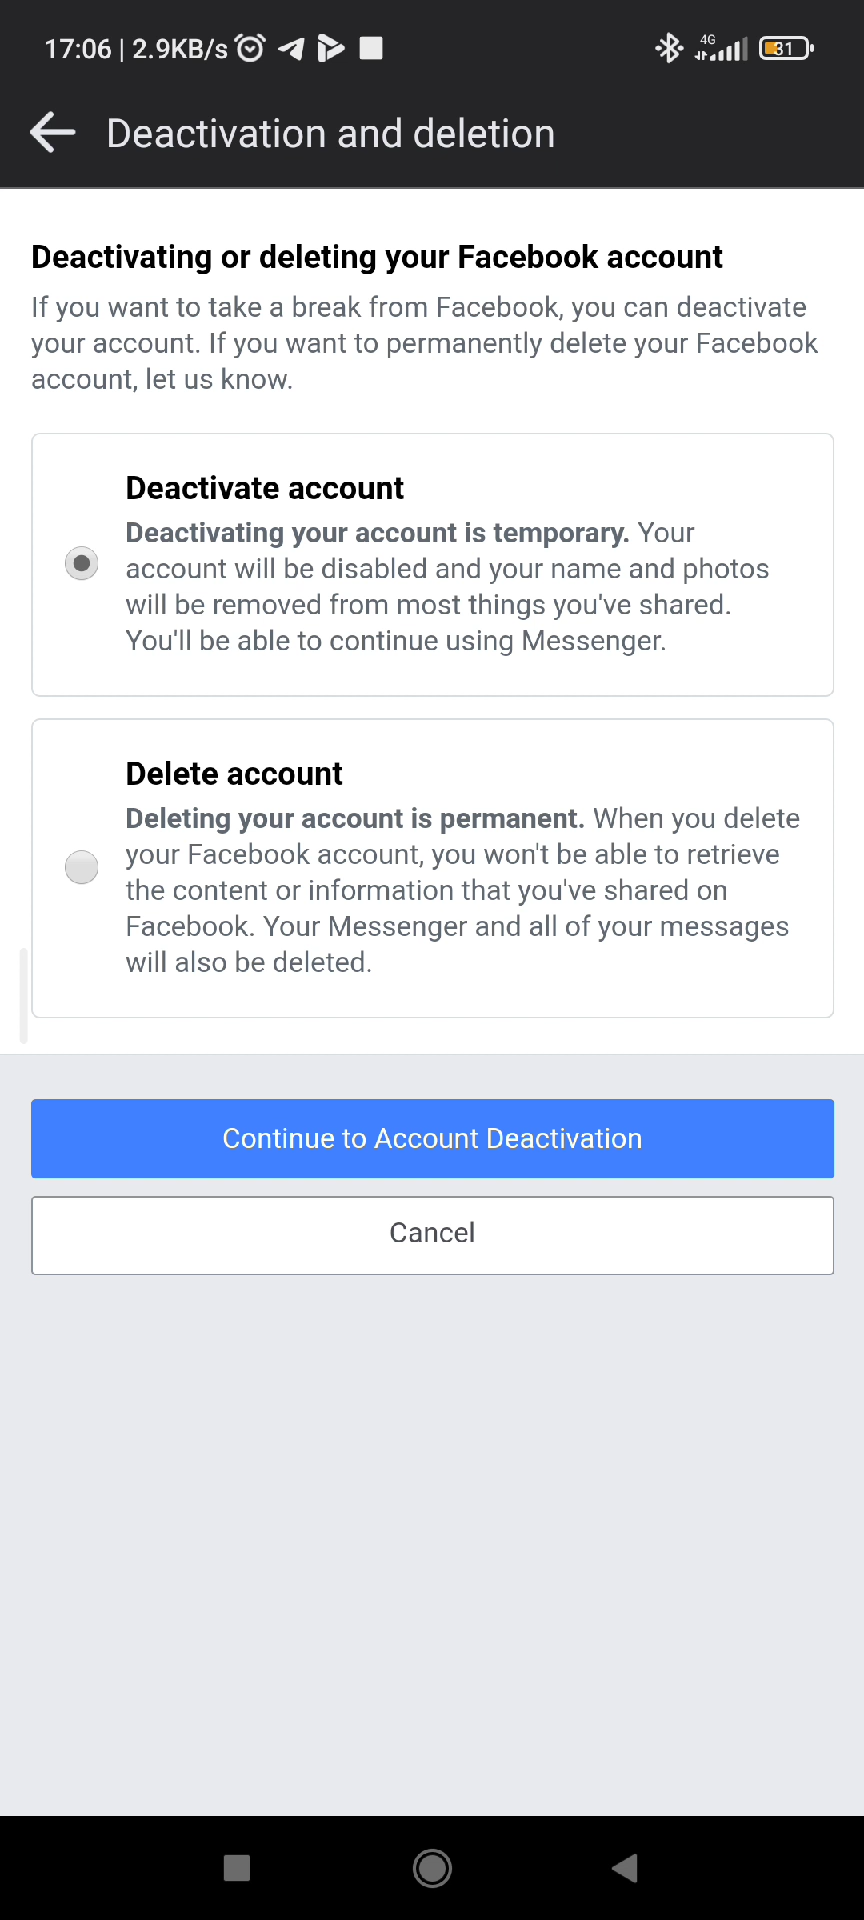 17:06 | 2.9KB/s 4G 31
Deactivation and deletion
Deactivating or deleting your Facebook account
If you want to take a break from Facebook, you can deactivate
your account. If you want to permanently delete your Facebook
account, let us know.
Deactivate account
Deactivating your account is temporary. Your
account will be disabled and your name and photos
will be removed from most things you've shared.
You'll be able to continue using Messenger.
Delete account
Deleting your account is permanent. When you delete
your Facebook account, you won't be able to retrieve
the content or information that you've shared on
Facebook. Your Messenger and all of your messages
will also be deleted.
Continue to Account Deactivation
Cancel